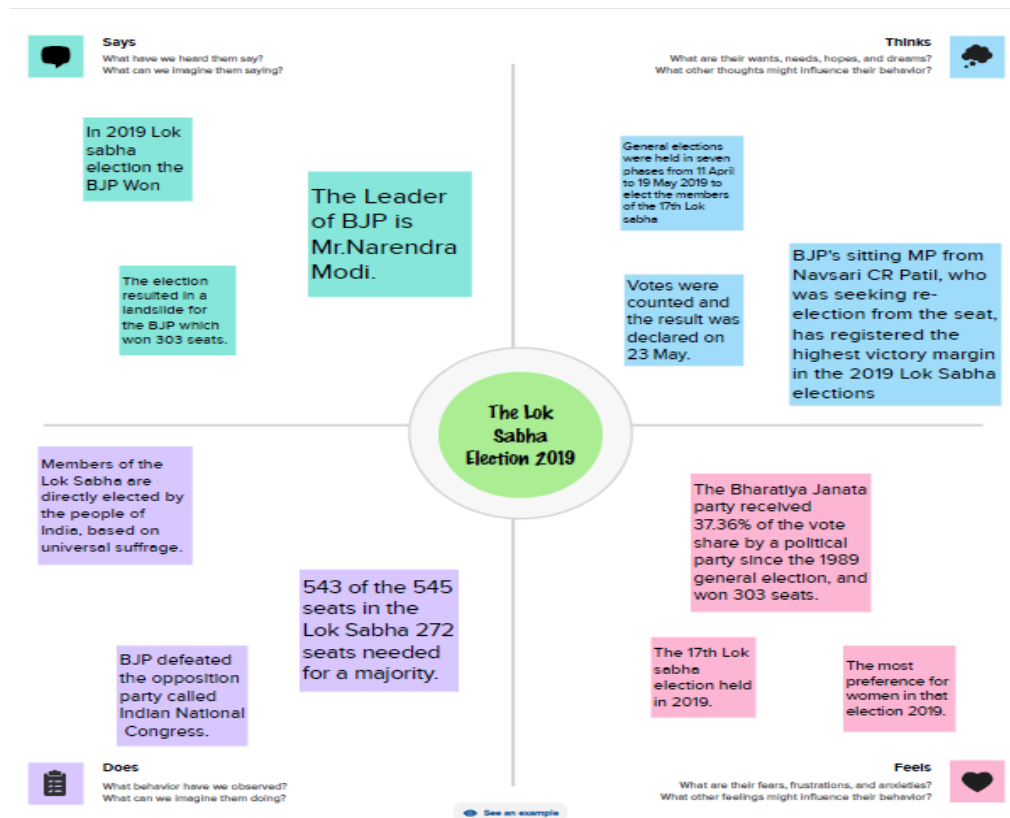 Says
What have we heard them say?
What can we imagine them saying?
In 2019 Lok
sabha
election the
BJP Won
The Leader
of BJP is
Mr.Narendra
Modi.
The election
resulted in a
landslide for
the BJP which
won 303 seats.
Thinks
What are their wants, needs, hopes, and dreams?
What other thoughts might influence their behavior?
General elections
were held in seven
phases from 11 April
to 19 May 2019 to
elect the members
of the 17th Lok
sabha
Votes were
counted and
the result was
declared on
23 May.
BJP's sitting MP from
Navsari CR Patil, who
was seeking re-
election from the seat,
has registered the
highest victory margin
in the 2019 Lok Sabha
elections
The Lok
Sabha
Election 2019
Members of the
Lok Sabha are
directly elected by
the people of
India, based on
universal suffrage.
543 of the 545
seats in the
Lok Sabha 272
seats needed
for a majority.
BJP defeated
the opposition
party called
Indian National
Congress.
Does
What behavior have we observed?
What can we imagine them doing?
The Bharatiya Janata
party received
37.36% of the vote
share by a political
party since the 1989
general election, and
won 303 seats.
The 17th Lok
sabha
election held
in 2019.
The most
preference for
women in that
election 2019.
Feels
What are their fears, frustrations, and anxieties?
What other feelings might influence their behavior?
See an example